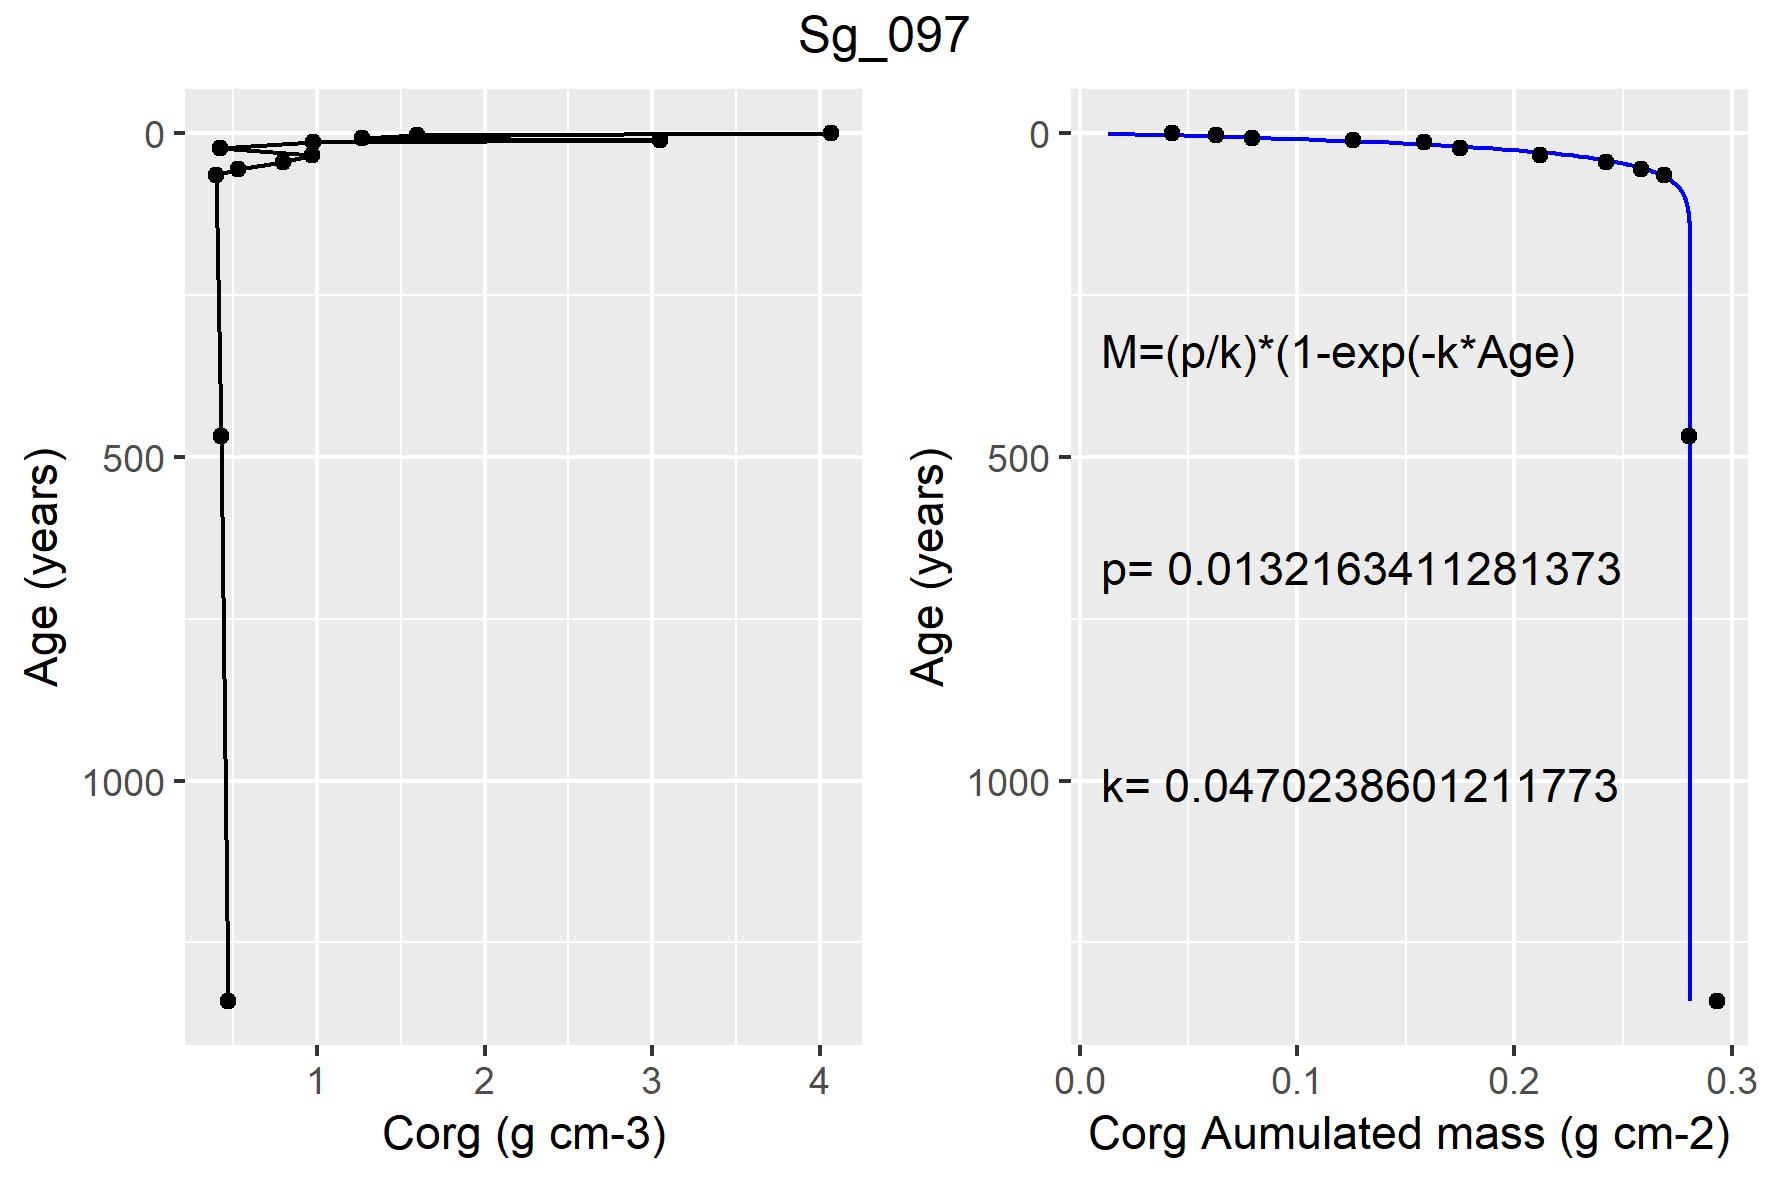 Sg_097
0
500
1000
Age (years)
1
2
3
4
Corg (g cm-3)
0
500
1000
Age (years)
M=(p/k)*(1-exp(-k*Age)
p= 0.0132163411281373
k= 0.0470238601211773
0.0
0.1
0.2
0.3
Corg Aumulated mass (g cm-2)